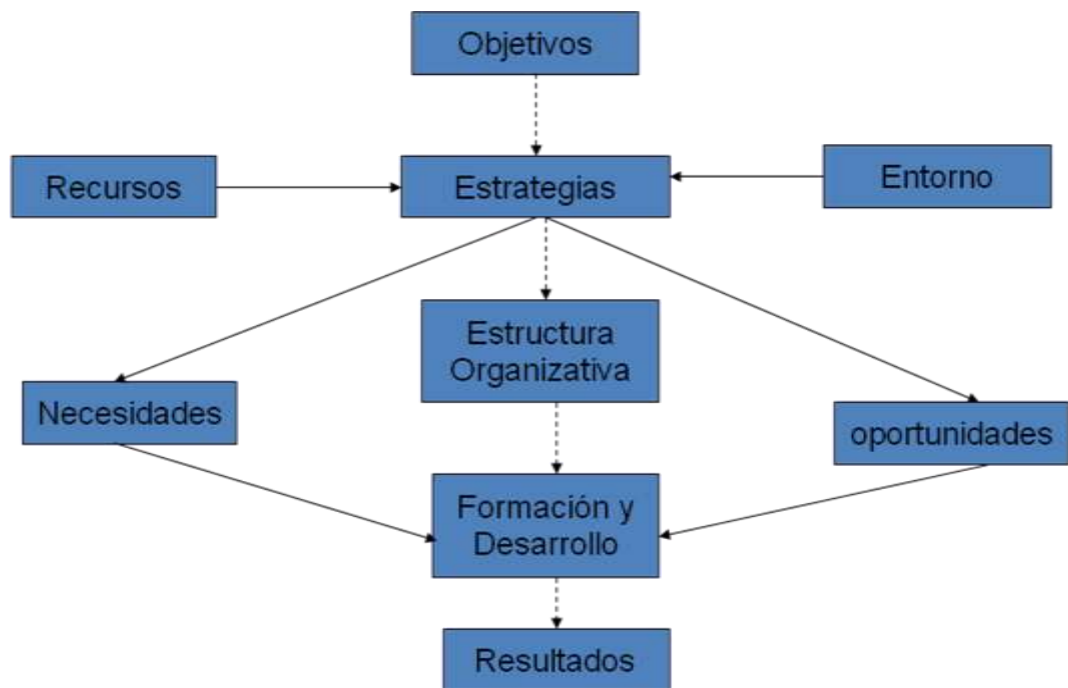 Objetivos
Recursos
Estrategias
Entorno
Estructura
Organizativa
Necesidades
oportunidades
Formación y
Desarrollo
Resultados